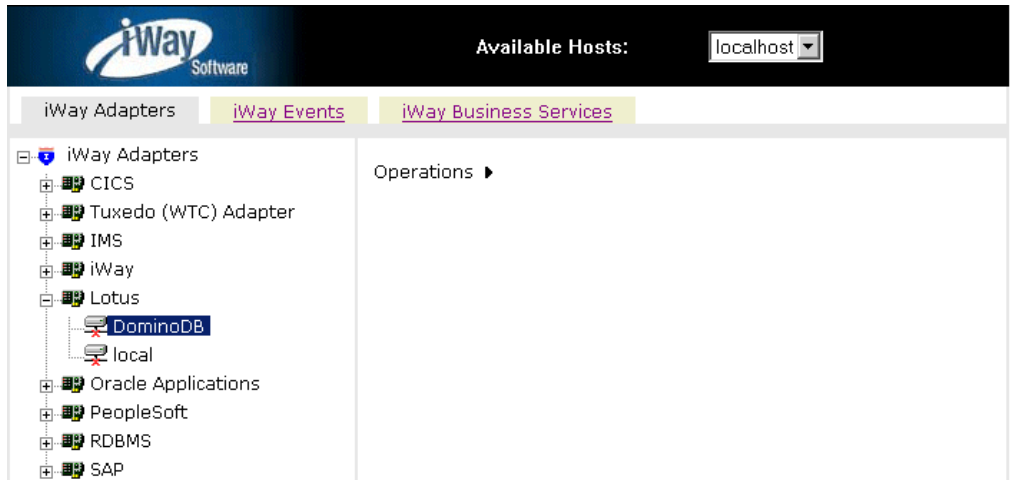 iWay
Software
Available Hosts:
localhost
iWay Adapters
iWay Events
iWay Business Services
iWay Adapters
CICS
Tuxedo (WTC) Adapter
IMS
iWay
Lotus
DominoDB
local
Oracle Applications
PeopleSoft
RDBMS
SAP
Operations